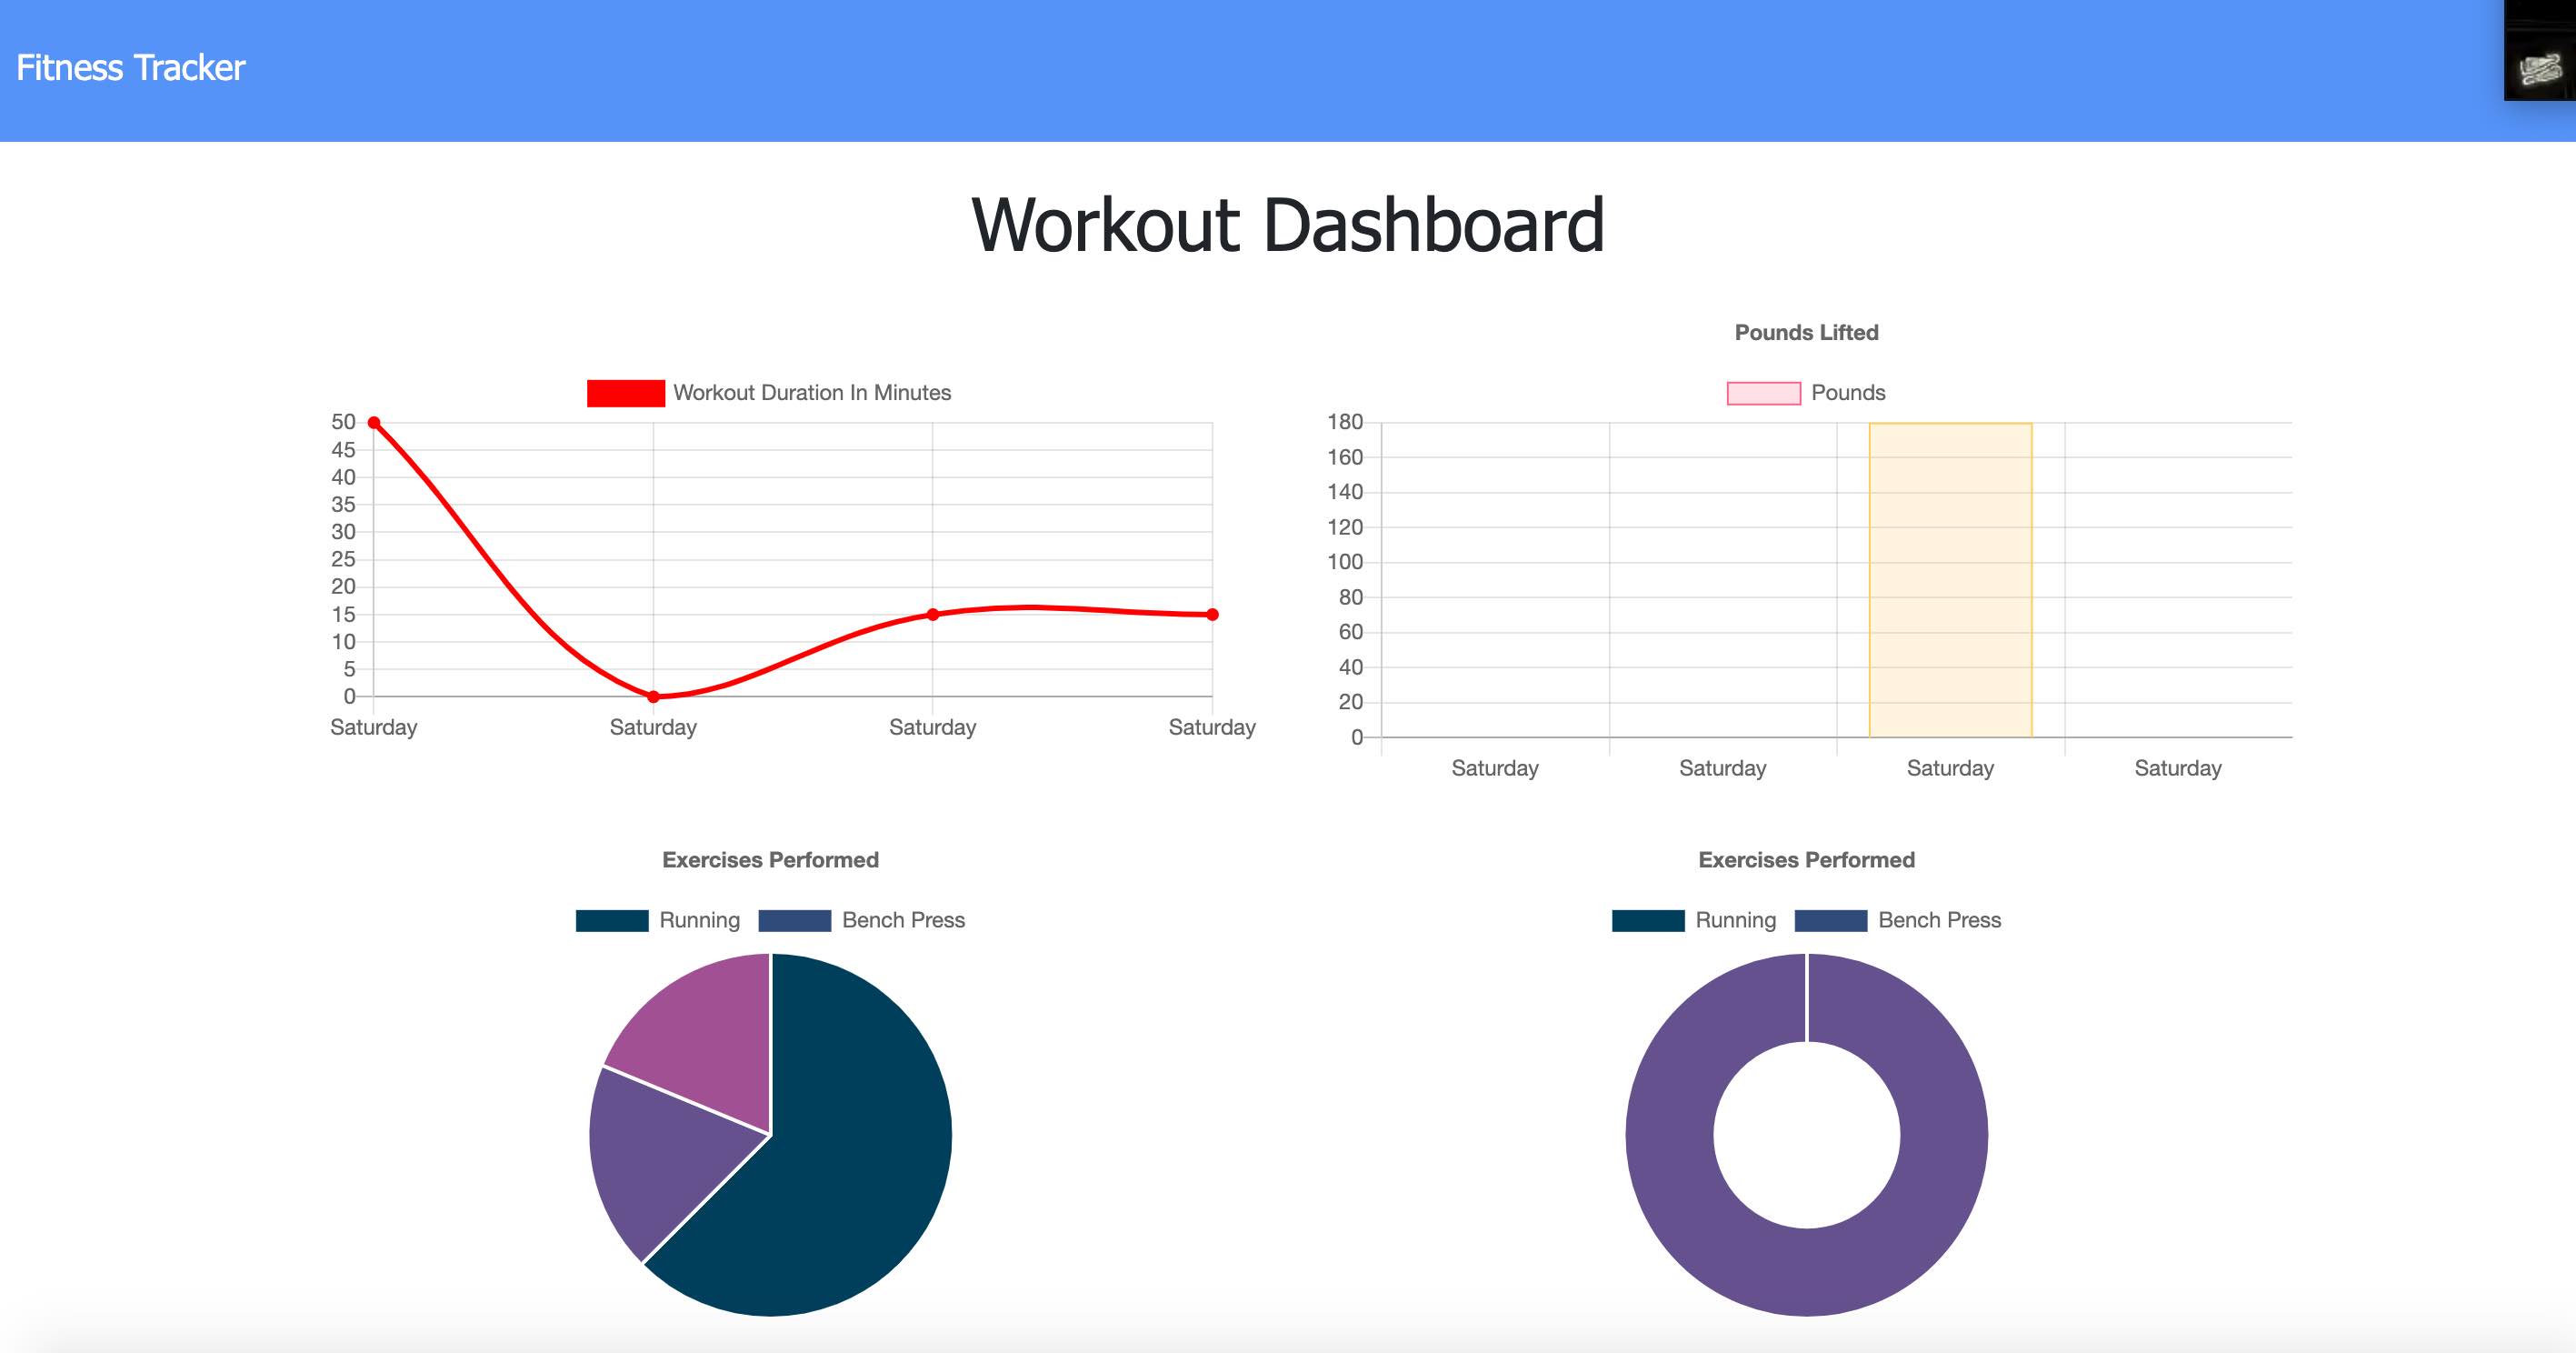 Fitness Tracker
Workout Dashboard
Workout Duration In Minutes
50
45
40
35
30
25
20
15
10
5
0
Saturday Saturday Saturday Saturday
Pounds Lifted
Pounds
180
160
140
120
100
80
60
40
20
0
Saturday Saturday Saturday Saturday
Exercises Performed
Running Bench Press
Exercises Performed
Running Bench Press